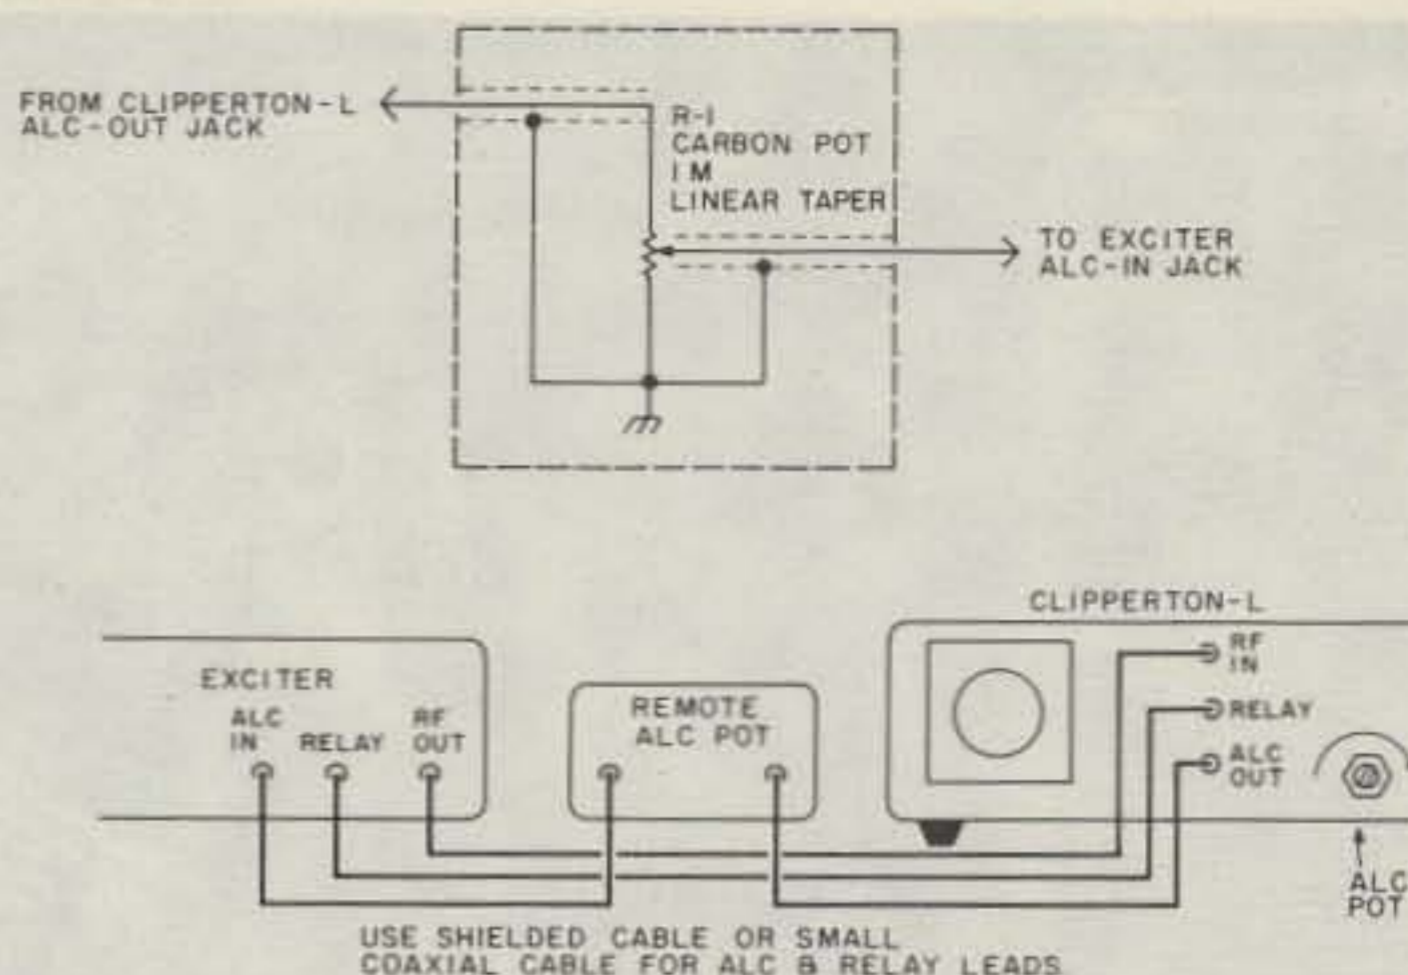 FROM CLIPPERTON-L
ALC-OUT JACK
R-1
CARBON POT
1 M
LINEAR TAPER
TO EXCITER
ALC-IN JACK
CLIPPERTON-L
EXCITER
ALC
IN
RELAY
RF
OUT
REMOTE
ALC POT
RF
IN
RELAY
ALC
OUT
ALC
POT
USE SHIELDED CABLE OR SMALL
COAXIAL CABLE FOR ALC & RELAY LEADS